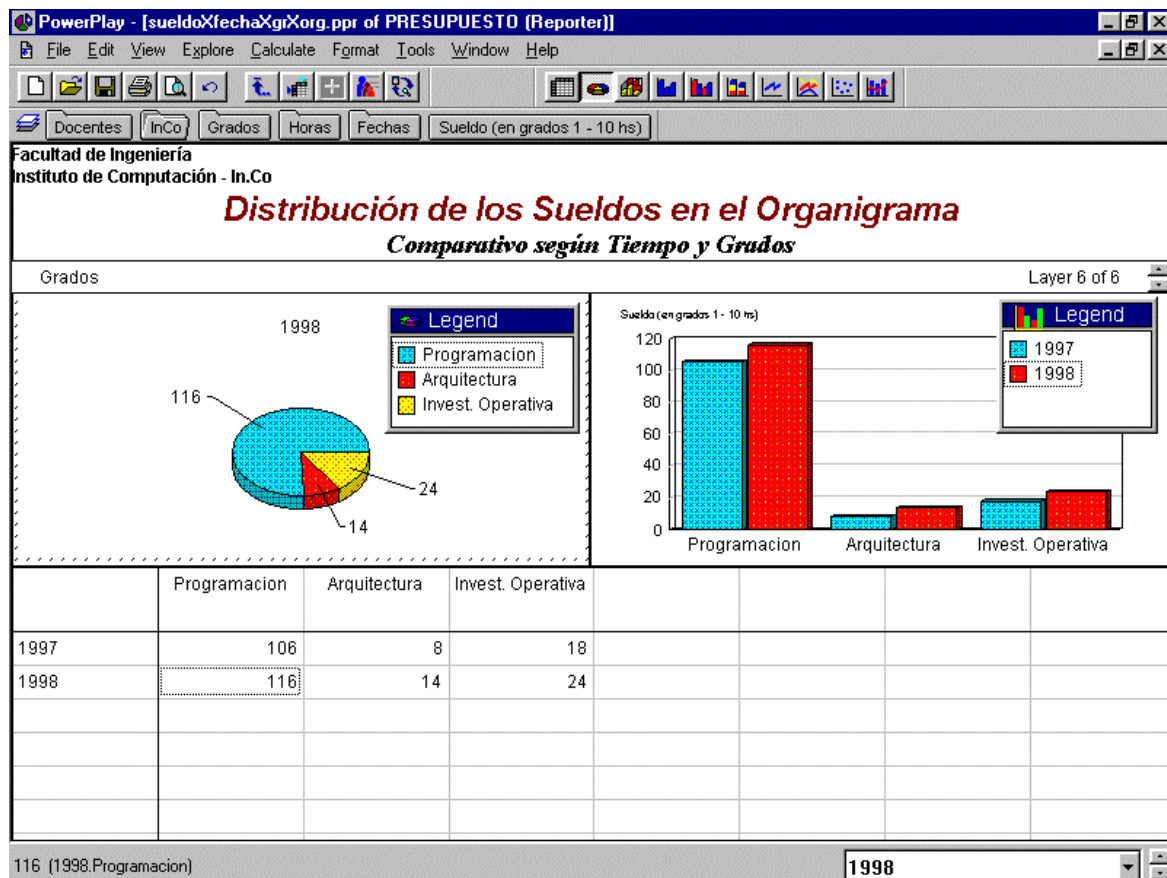 PowerPlay - [sueldoXfechaXgrXorg.ppr of PRESUPUESTO (Reporter)]
File Edit View Explore Calculate Format Tools Window Help
Docentes InCo Grados Horas Fechas Sueldo (en grados 1 - 10 hs)
Facultad de Ingeniería
Instituto de Computación - In.Co
Distribución de los Sueldos en el Organigrama
Comparativo según Tiempo y Grados
Grados Layer 6 of 6
1998
Legend
Programacion
Arquitectura
Invest. Operativa
116
24
14
Sueldo (en grados 1 - 10 hs)
Legend
1997
1998
120
100
80
60
40
20
0
Programacion Arquitectura Invest. Operativa
Programacion Arquitectura Invest. Operativa
1997 106 8 18
1998 116 14 24
116 (1998.Programacion) 1998